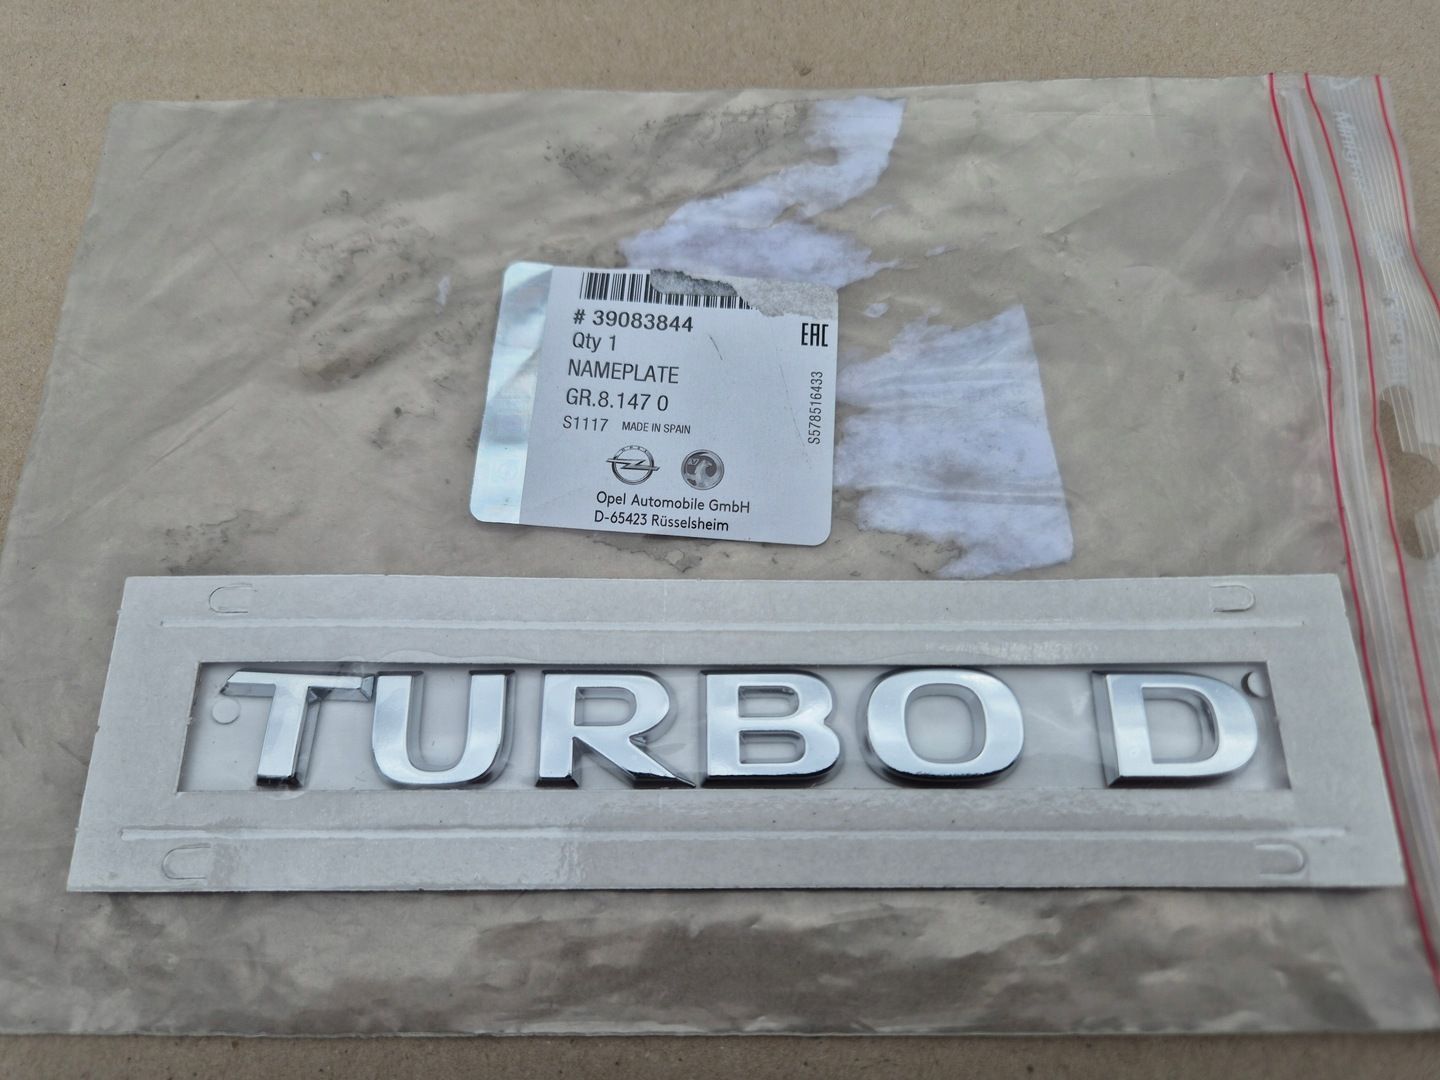 # 39083844
EAC
Qty 1
NAMEPLATE
GR.8.147 0
S1117 MADE IN SPAIN
S578516433
Opel Automobile GmbH
D-65423 Rüsselsheim
TURBO D